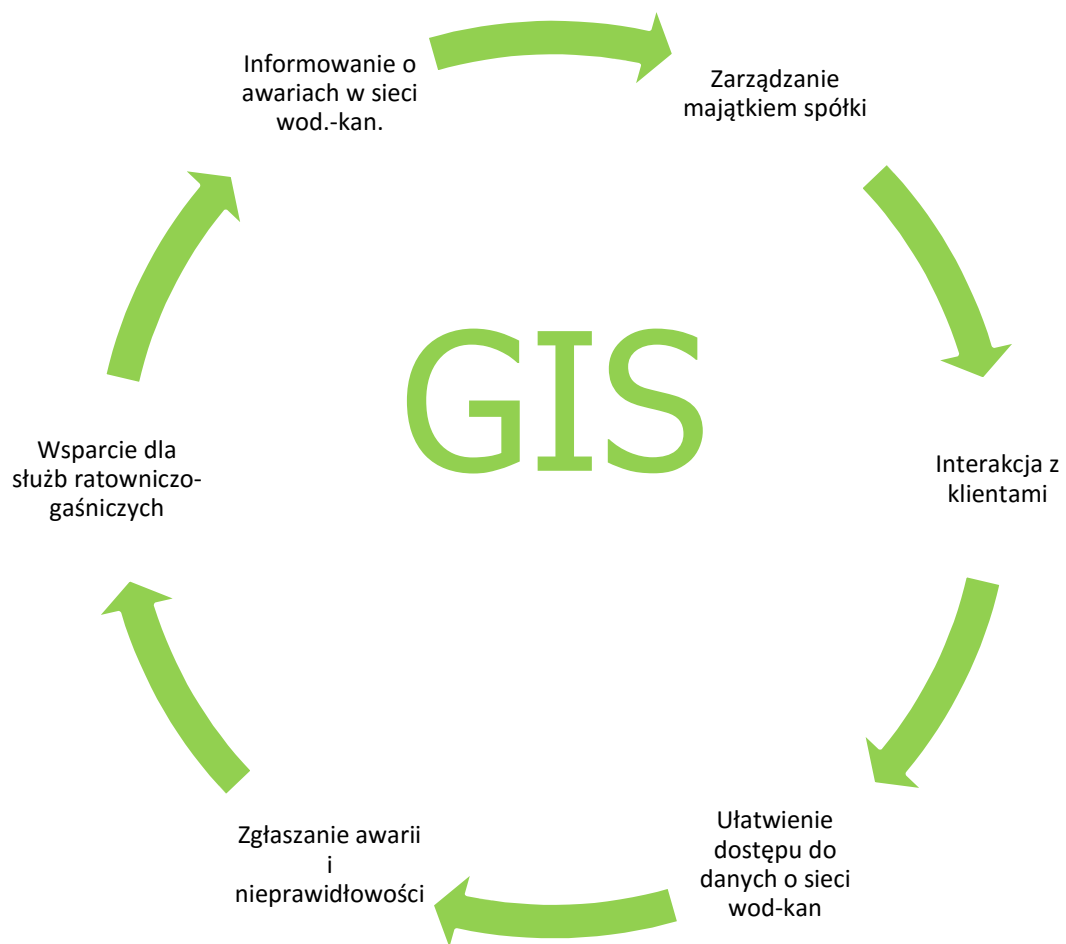 Informowanie o
awariach w sieci
wod.-kan.
Zarządzanie
majątkiem spółki
GIS
Wsparcie dla
służb ratowniczo-
gaśniczych
Interakcja z
klientami
Zgłaszanie awarii
i
nieprawidłowości
Ułatwienie
dostępu do
danych o sieci
wod-kan